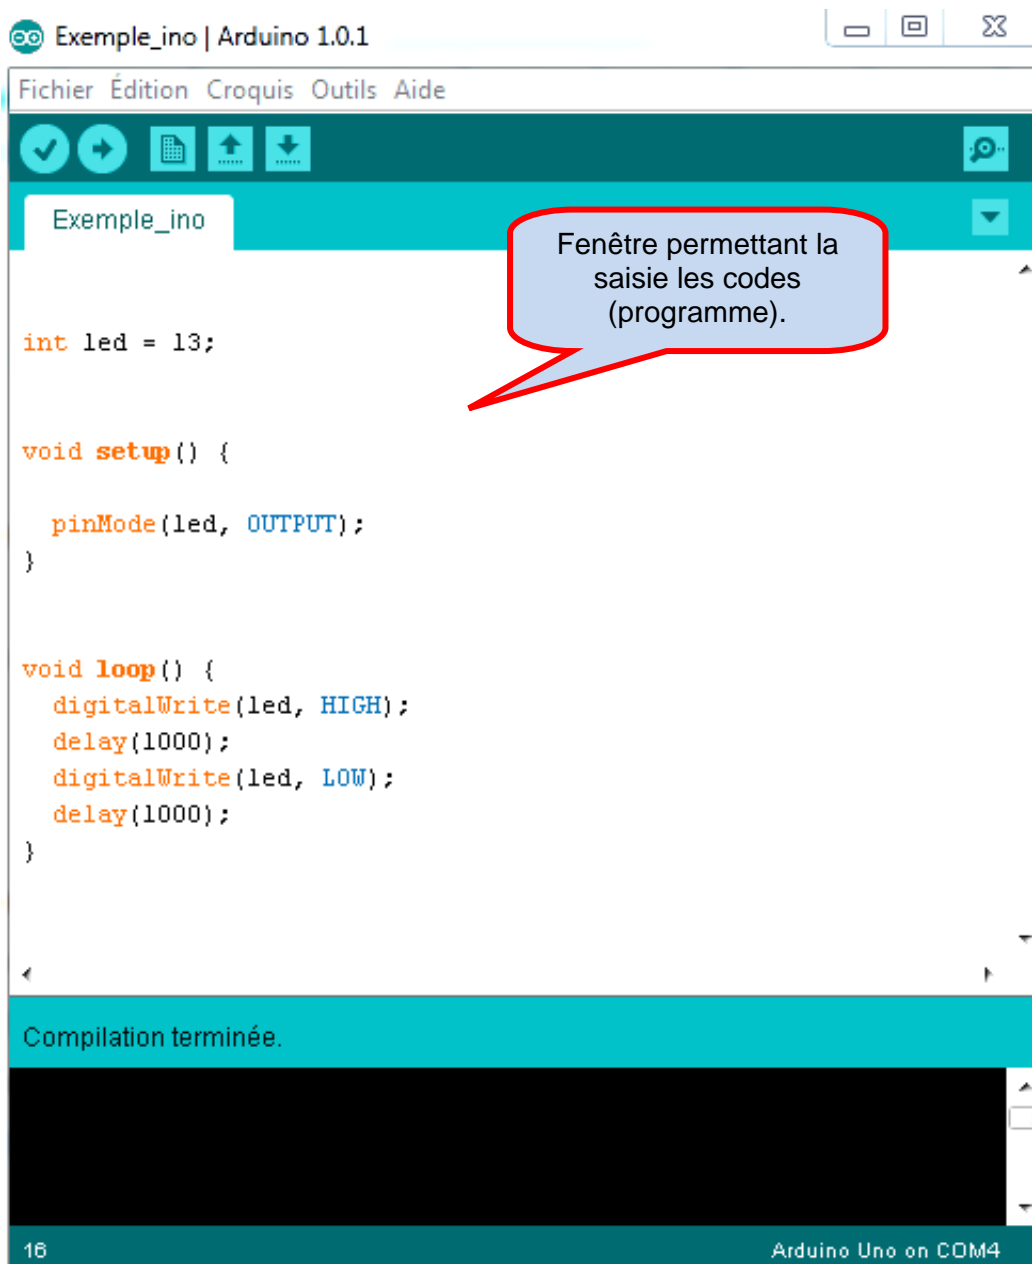 Exemple_ino | Arduino 1.0.1
Fichier Édition Croquis Outils Aide
Exemple_ino
Fenêtre permettant la
saisie les codes
(programme).
int led = 13;
void setup() {
pinMode(led, OUTPUT);
}
void loop() {
digitalWrite(led, HIGH);
delay(1000);
digitalWrite(led, LOW);
delay(1000);
}
Compilation terminée.
16
Arduino Uno on COM4